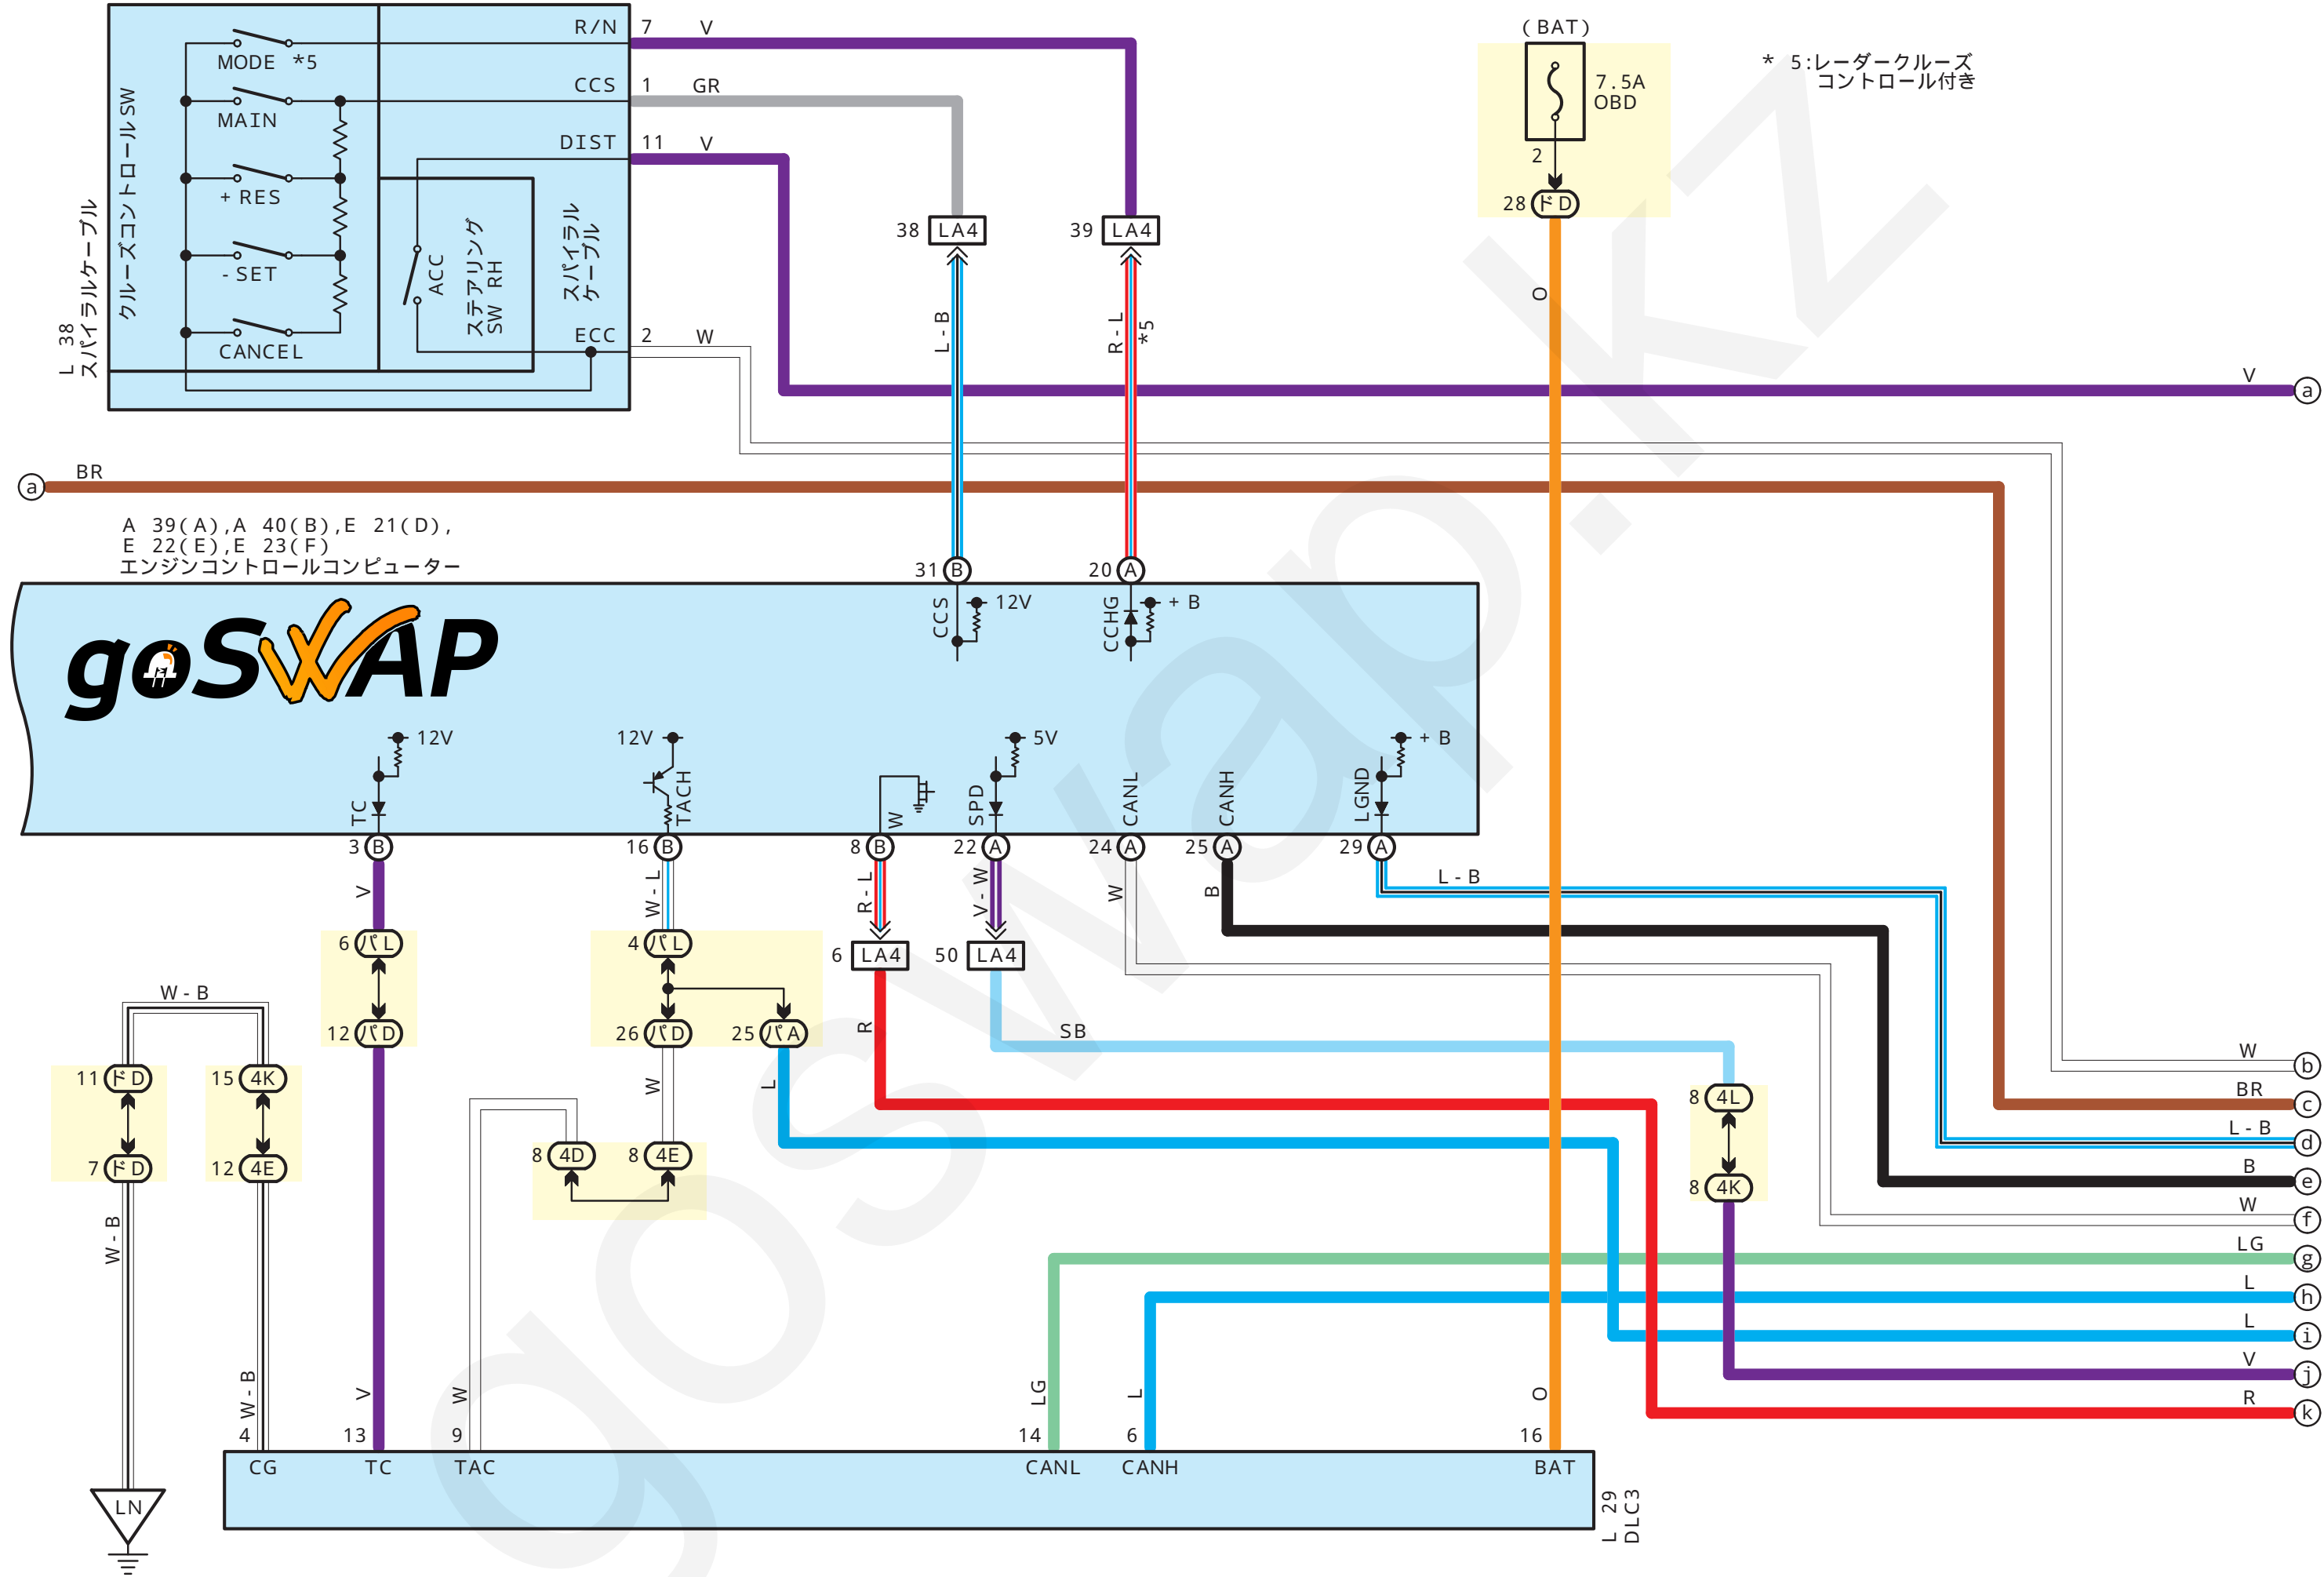 R/N 7 V
MODE *5
CCS 1 GR
MAIN
DIST 11 V
+ RES
- SET
CANCEL
ACC
ECC 2 W
クルーズコントロールSW
ステアリング
SW RH
スパイラル
ケーブル
L 38
スパイラルケーブル
38 LA4
39 LA4
L - B
R - L
*5
(BAT)
7.5A
OBD
2
28 ドD
O
* 5:レーダークルーズ
コントロール付き
V a
a BR
A 39(A),A 40(B),E 21(D),
E 22(E),E 23(F)
エンジンコントロールコンピューター
31 B
20 A
CCS 12V
CCHG + B
goSWAP
12V
12V
5V
+ B
TC
TACH
W
SPD
CANL
CANH
LGND
3 B
16 B
8 B
22 A
24 A
25 A
29 A
V
W - L
R - L
V - W
W
B
L - B
6 パL
4 パL
6 LA4
50 LA4
W - B
12 パD
26 パD
25 パA
R
SB
W
L
11 ドD
15 4K
7 ドD
12 4E
8 4D
8 4E
8 4L
8 4K
W b
BR c
L - B d
B e
W f
LG g
L h
L i
V j
R k
W - B
W - B
V
W
LG
L
O
4
13
9
14
6
16
CG
TC
TAC
CANL
CANH
BAT
L 29
DLC3
LN
goswap.kz